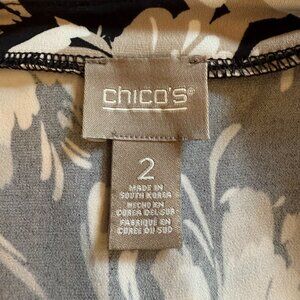 chico's®
2
MADE IN
SOUTH KOREA
HECHO EN
COREA DEL SUR
FABRIQUÉ EN
CORÉE DU SUD